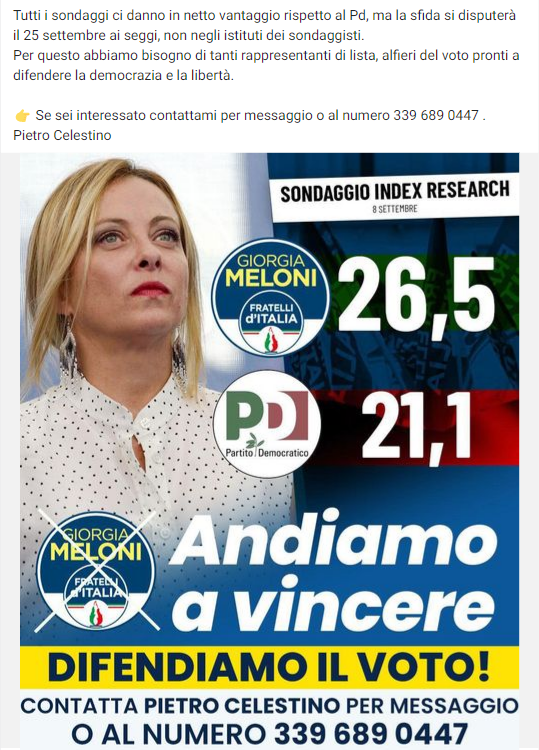 Tutti i sondaggi ci danno in netto vantaggio rispetto al Pd, ma la sfida si disputerà
il 25 settembre ai seggi, non negli istituti dei sondaggisti.
Per questo abbiamo bisogno di tanti rappresentanti di lista, alfieri del voto pronti a
difendere la democrazia e la libertà.
👉 Se sei interessato contattami per messaggio o al numero 339 689 0447 .
Pietro Celestino
SONDAGGIO INDEX RESEARCH
8 SETTEMBRE
GIORGIA
MELONI
FRATELLI
d'ITALIA
26,5
PD
Partito Democratico
21,1
GIORGIA
MELONI
FRATELLI
d'ITALIA
Andiamo
a vincere
DIFENDIAMO IL VOTO!
CONTATTA PIETRO CELESTINO PER MESSAGGIO
O AL NUMERO 339 689 0447